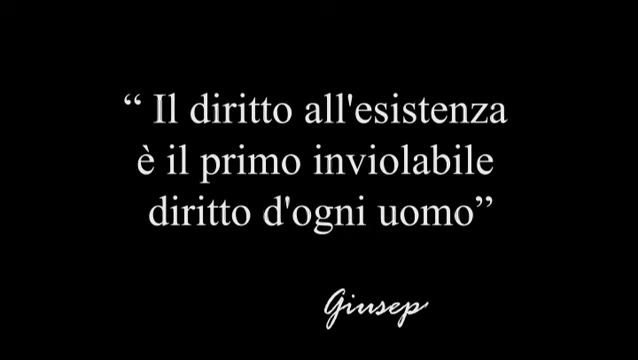 “ Il diritto all'esistenza
è il primo inviolabile
diritto d'ogni uomo”
Giusep